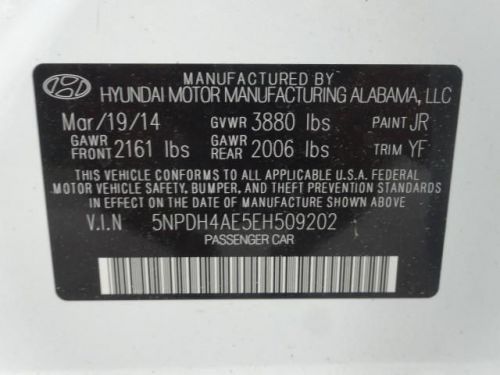 MANUFACTURED BY
HYUNDAI MOTOR MANUFACTURING ALABAMA, LLC
Mar/19/14 GVWR 3880 lbs PAINT JR
GAWR FRONT 2161 lbs GAWR REAR 2006 lbs TRIM YF
THIS VEHICLE CONFORMS TO ALL APPLICABLE U.S.A. FEDERAL
MOTOR VEHICLE SAFETY, BUMPER, AND THEFT PREVENTION STANDARDS
IN EFFECT ON THE DATE OF MANUFACTURE SHOWN ABOVE
V.I.N 5NPDH4AE5EH509202
PASSENGER CAR